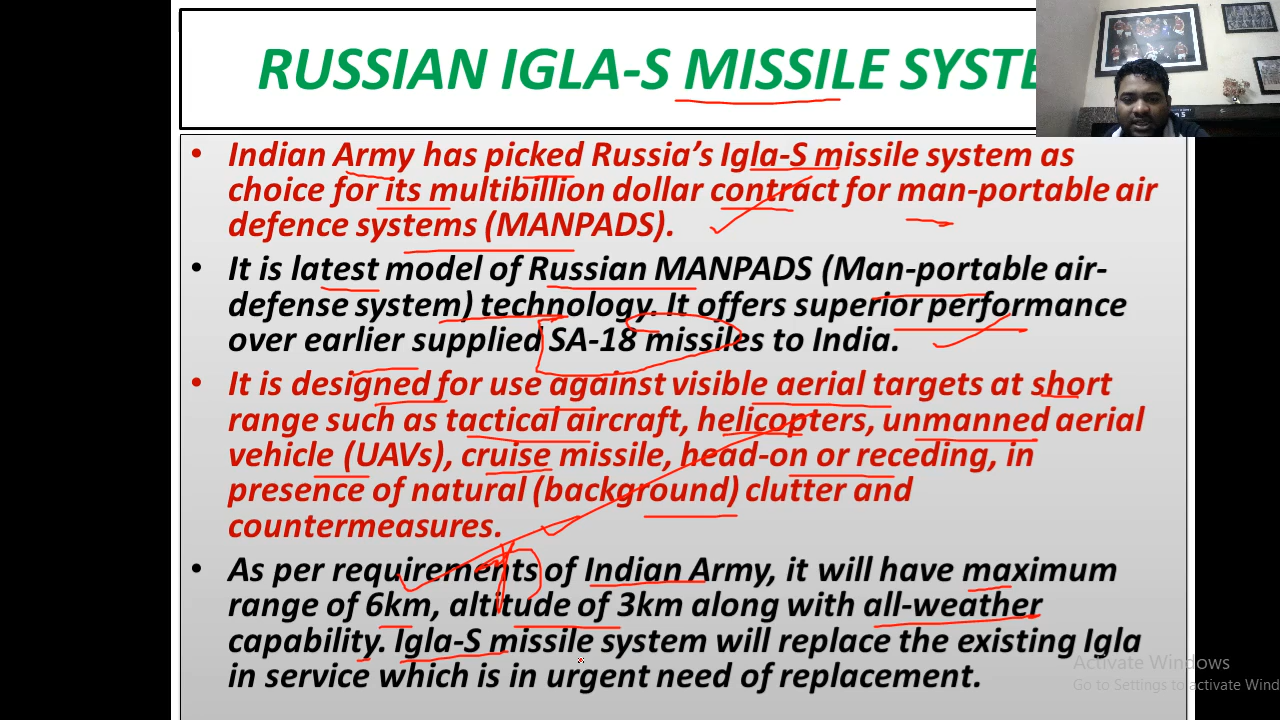 RUSSIAN IGLA-S MISSILE SYSTE
• Indian Army has picked Russia's Igla-S missile system as
choice for its multibillion dollar contract for man-portable air
defence systems (MANPADS).
• It is latest model of Russian MANPADS (Man-portable air-
defense system) technology. It offers superior performance
over earlier supplied SA-18 missiles to India.
• It is designed for use against visible aerial targets at short
range such as tactical aircraft, helicopters, unmanned aerial
vehicle (UAVs), cruise missile, head-on or receding, in
presence of natural (background) clutter and
countermeasures.
• As per requirements of Indian Army, it will have maximum
range of 6km, altitude of 3km along with all-weather
capability. Igla-S missile system will replace the existing Igla
in service which is in urgent need of replacement.
Activate Windows
Go to Settings to activate Wind